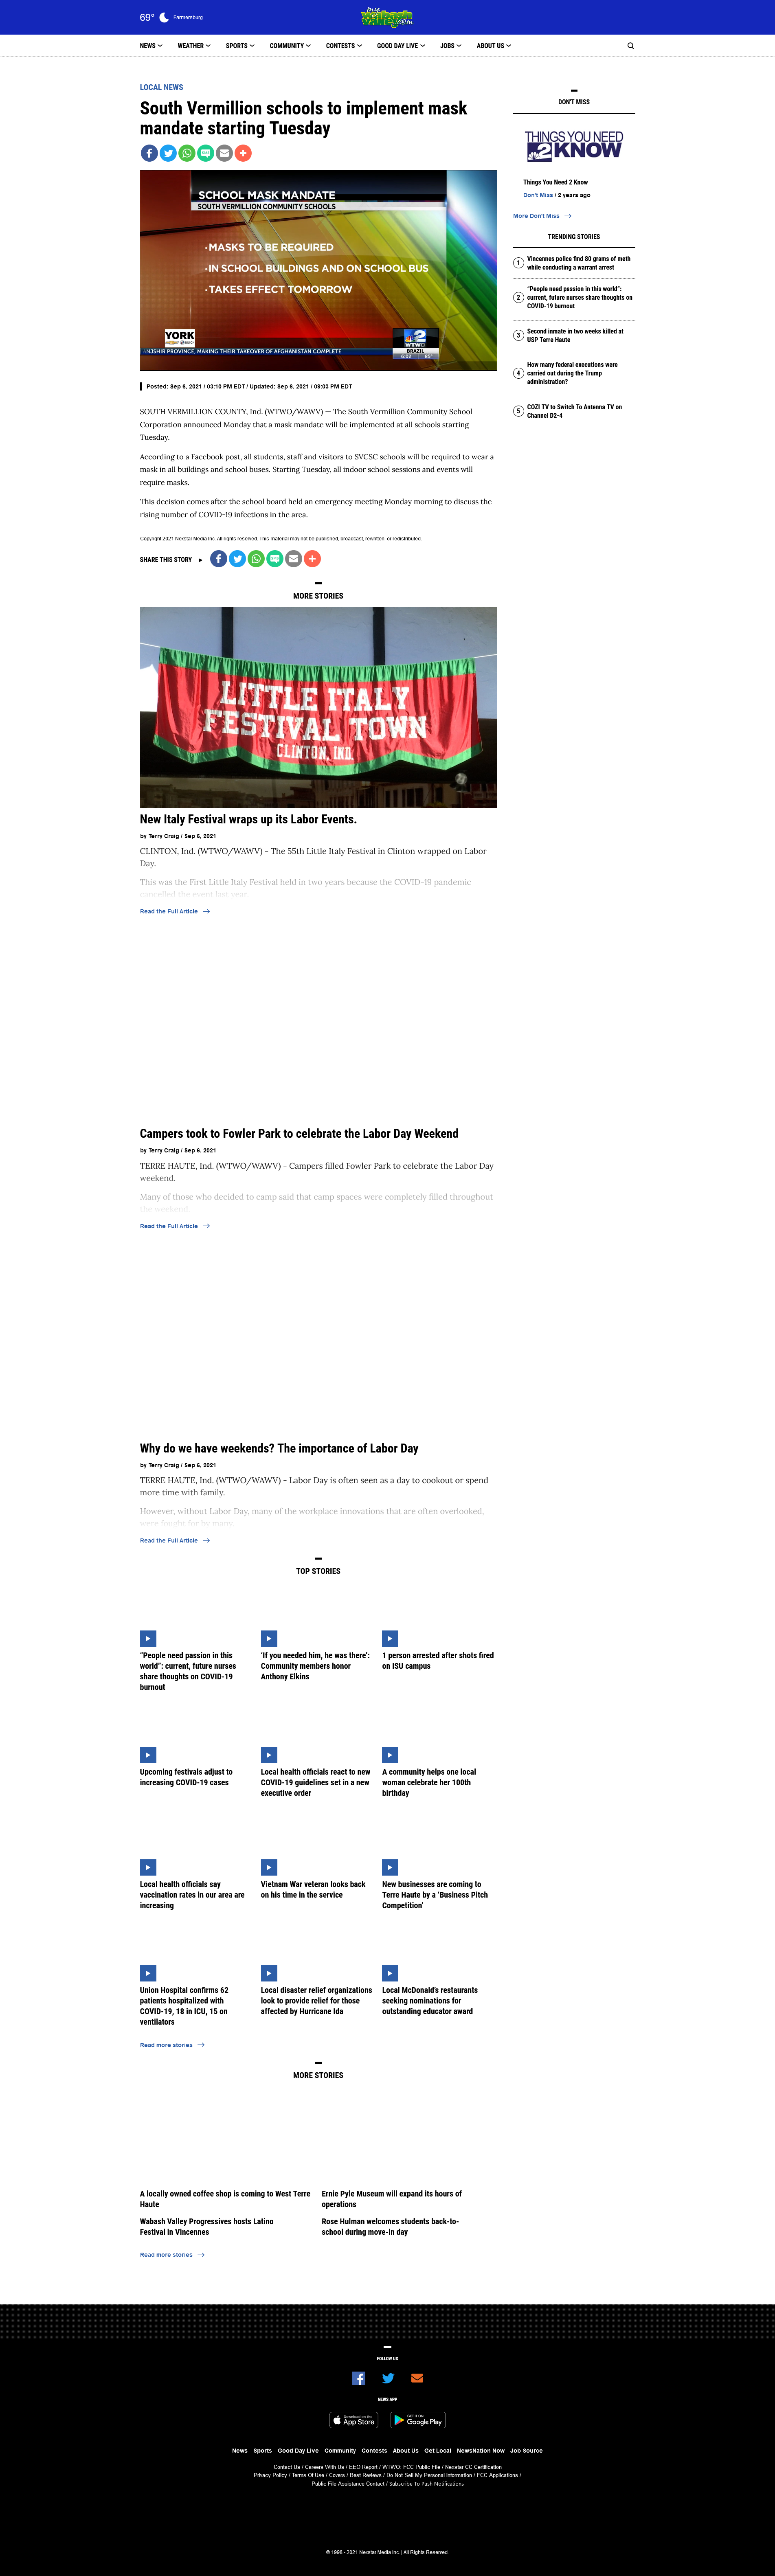 69°
Farmersburg
my
Wabash
Valley.com
NEWS
WEATHER
SPORTS
COMMUNITY
CONTESTS
GOOD DAY LIVE
JOBS
ABOUT US
LOCAL NEWS
South Vermillion schools to implement mask
mandate starting Tuesday
SCHOOL MASK MANDATE
SOUTH VERMILLION COMMUNITY SCHOOLS
· MASKS TO BE REQUIRED
· IN SCHOOL BUILDINGS AND ON SCHOOL BUS
· TAKES EFFECT TOMORROW
YORK
2
WTWO
BRAZIL
6:02 85°
ANJSHIR PROVINCE, MAKING THEIR TAKEOVER OF AFGHANISTAN COMPLETE
Posted: Sep 6, 2021 / 03:10 PM EDT / Updated: Sep 6, 2021 / 09:03 PM EDT
SOUTH VERMILLION COUNTY, Ind. (WTWO/WAWV) — The South Vermillion Community School
Corporation announced Monday that a mask mandate will be implemented at all schools starting
Tuesday.
According to a Facebook post, all students, staff and visitors to SVCSC schools will be required to wear a
mask in all buildings and school buses. Starting Tuesday, all indoor school sessions and events will
require masks.
This decision comes after the school board held an emergency meeting Monday morning to discuss the
rising number of COVID-19 infections in the area.
Copyright 2021 Nexstar Media Inc. All rights reserved. This material may not be published, broadcast, rewritten, or redistributed.
SHARE THIS STORY
MORE STORIES
LITTLE ITALY
FESTIVAL TOWN
CLINTON, IND.
New Italy Festival wraps up its Labor Events.
by Terry Craig / Sep 6, 2021
CLINTON, Ind. (WTWO/WAWV) - The 55th Little Italy Festival in Clinton wrapped on Labor
Day.
This was the First Little Italy Festival held in two years because the COVID-19 pandemic
cancelled the event last year.
Read the Full Article
Campers took to Fowler Park to celebrate the Labor Day Weekend
by Terry Craig / Sep 6, 2021
TERRE HAUTE, Ind. (WTWO/WAWV) - Campers filled Fowler Park to celebrate the Labor Day
weekend.
Many of those who decided to camp said that camp spaces were completely filled throughout
the weekend.
Read the Full Article
Why do we have weekends? The importance of Labor Day
by Terry Craig / Sep 6, 2021
TERRE HAUTE, Ind. (WTWO/WAWV) - Labor Day is often seen as a day to cookout or spend
more time with family.
However, without Labor Day, many of the workplace innovations that are often overlooked,
were fought for by many.
Read the Full Article
TOP STORIES
"People need passion in this
world": current, future nurses
share thoughts on COVID-19
burnout
'If you needed him, he was there':
Community members honor
Anthony Elkins
1 person arrested after shots fired
on ISU campus
Upcoming festivals adjust to
increasing COVID-19 cases
Local health officials react to new
COVID-19 guidelines set in a new
executive order
A community helps one local
woman celebrate her 100th
birthday
Local health officials say
vaccination rates in our area are
increasing
Vietnam War veteran looks back
on his time in the service
New businesses are coming to
Terre Haute by a 'Business Pitch
Competition'
Union Hospital confirms 62
patients hospitalized with
COVID-19, 18 in ICU, 15 on
ventilators
Local disaster relief organizations
look to provide relief for those
affected by Hurricane Ida
Local McDonald's restaurants
seeking nominations for
outstanding educator award
Read more stories
MORE STORIES
A locally owned coffee shop is coming to West Terre
Haute
Ernie Pyle Museum will expand its hours of
operations
Wabash Valley Progressives hosts Latino
Festival in Vincennes
Rose Hulman welcomes students back-to-
school during move-in day
Read more stories
DON'T MISS
THINGS YOU NEED
2 KNOW
Things You Need 2 Know
Don't Miss / 2 years ago
More Don't Miss
TRENDING STORIES
1
Vincennes police find 80 grams of meth
while conducting a warrant arrest
2
"People need passion in this world":
current, future nurses share thoughts on
COVID-19 burnout
3
Second inmate in two weeks killed at
USP Terre Haute
4
How many federal executions were
carried out during the Trump
administration?
5
COZI TV to Switch To Antenna TV on
Channel D2-4
FOLLOW US
NEWS APP
Download on the
App Store
GET IT ON
Google Play
News Sports Good Day Live Community Contests About Us Get Local NewsNation Now Job Source
Contact Us / Careers With Us / EEO Report / WTWO: FCC Public File / Nexstar CC Certification
Privacy Policy / Terms Of Use / Covers / Best Reviews / Do Not Sell My Personal Information / FCC Applications /
Public File Assistance Contact / Subscribe To Push Notifications
© 1998 - 2021 Nexstar Media Inc. | All Rights Reserved.